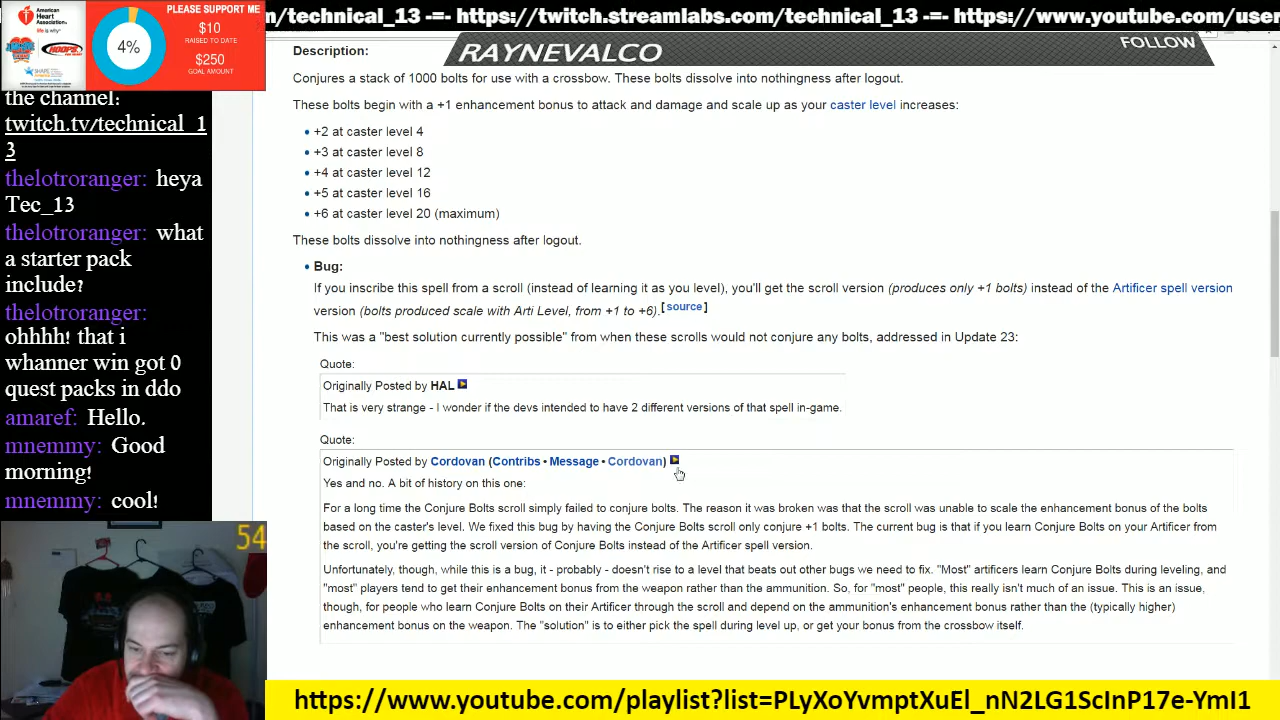 American
Heart
Association®
life is why®
HOOPS
SHAPE
4%
PLEASE SUPPORT ME
$10
RAISED TO DATE
$250
GOAL AMOUNT
n/technical_13 -=- https://twitch.streamlabs.com/technical_13 -=- https://www.youtube.com/user
RAYNEVALCO
FOLLOW
the channel:
twitch.tv/technical_1
3
thelotroranger: heya
Tec_13
thelotroranger: what
a starter pack
include?
thelotroranger:
ohhhh! that i
whanner win got 0
quest packs in ddo
amaref: Hello.
mnemmy: Good
morning!
mnemmy: cool!
54
Description:
Conjures a stack of 1000 bolts for use with a crossbow. These bolts dissolve into nothingness after logout.
These bolts begin with a +1 enhancement bonus to attack and damage and scale up as your caster level increases:
• +2 at caster level 4
• +3 at caster level 8
• +4 at caster level 12
• +5 at caster level 16
• +6 at caster level 20 (maximum)
These bolts dissolve into nothingness after logout.
• Bug:
If you inscribe this spell from a scroll (instead of learning it as you level), you'll get the scroll version (produces only +1 bolts) instead of the Artificer spell version
version (bolts produced scale with Arti Level, from +1 to +6).[source]
This was a "best solution currently possible" from when these scrolls would not conjure any bolts, addressed in Update 23:
Quote:
Originally Posted by HAL
That is very strange - I wonder if the devs intended to have 2 different versions of that spell in-game.
Quote:
Originally Posted by Cordovan (Contribs • Message • Cordovan)
Yes and no. A bit of history on this one:
For a long time the Conjure Bolts scroll simply failed to conjure bolts. The reason it was broken was that the scroll was unable to scale the enhancement bonus of the bolts
based on the caster's level. We fixed this bug by having the Conjure Bolts scroll only conjure +1 bolts. The current bug is that if you learn Conjure Bolts on your Artificer from
the scroll, you're getting the scroll version of Conjure Bolts instead of the Artificer spell version.
Unfortunately, though, while this is a bug, it - probably - doesn't rise to a level that beats out other bugs we need to fix. "Most" artificers learn Conjure Bolts during leveling, and
"most" players tend to get their enhancement bonus from the weapon rather than the ammunition. So, for "most" people, this really isn't much of an issue. This is an issue,
though, for people who learn Conjure Bolts on their Artificer through the scroll and depend on the ammunition's enhancement bonus rather than the (typically higher)
enhancement bonus on the weapon. The "solution" is to either pick the spell during level up, or get your bonus from the crossbow itself.
https://www.youtube.com/playlist?list=PLyXoYvmptXuEl_nN2LG1ScInP17e-YmI1